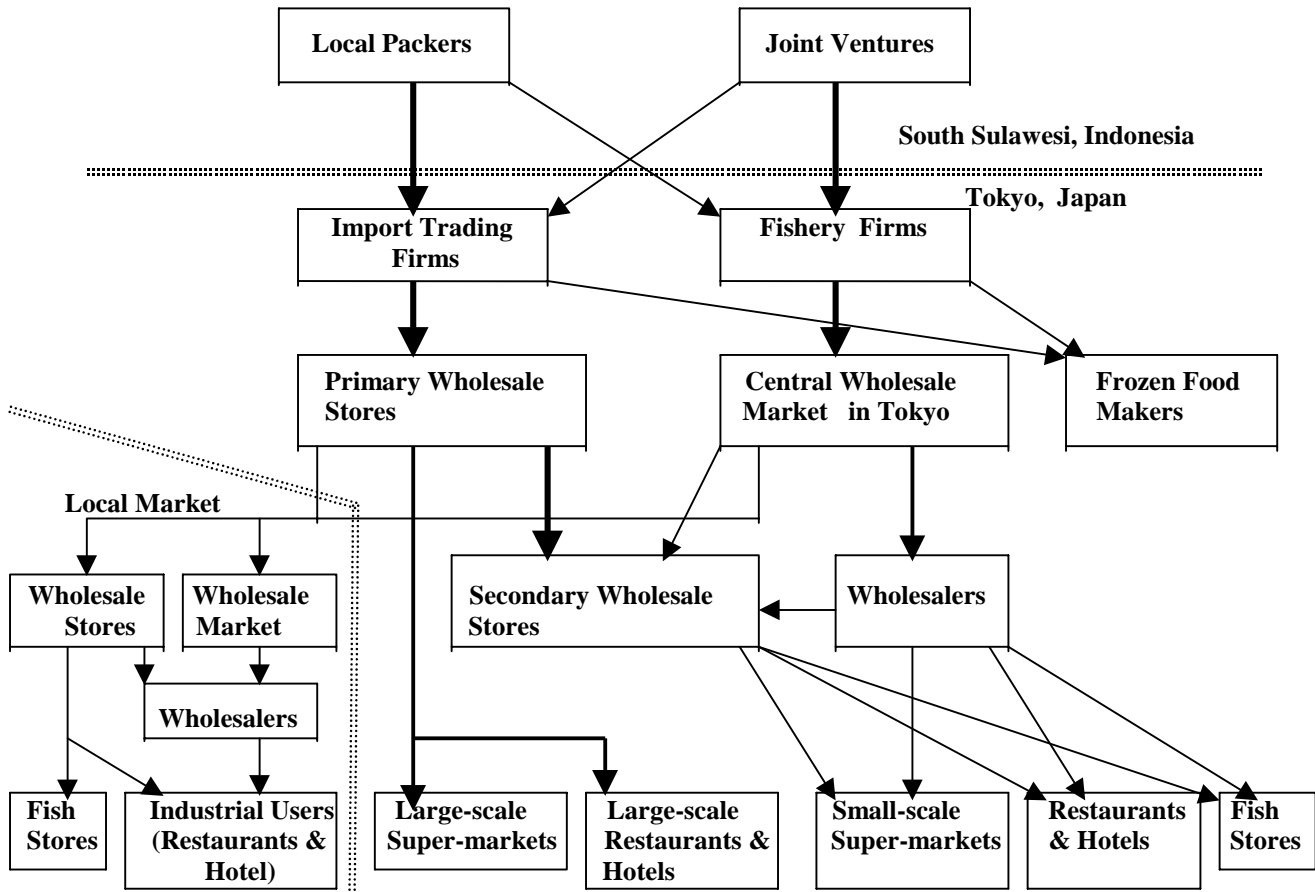 Local Packers
Joint Ventures
South Sulawesi, Indonesia
Tokyo, Japan
Import Trading
Firms
Fishery Firms
Primary Wholesale
Stores
Central Wholesale
Market in Tokyo
Frozen Food
Makers
Local Market
Wholesale
Stores
Wholesale
Market
Secondary Wholesale
Stores
Wholesalers
Wholesalers
Fish
Stores
Industrial Users
(Restaurants &
Hotel)
Large-scale
Super-markets
Large-scale
Restaurants &
Hotels
Small-scale
Super-markets
Restaurants
& Hotels
Fish
Stores